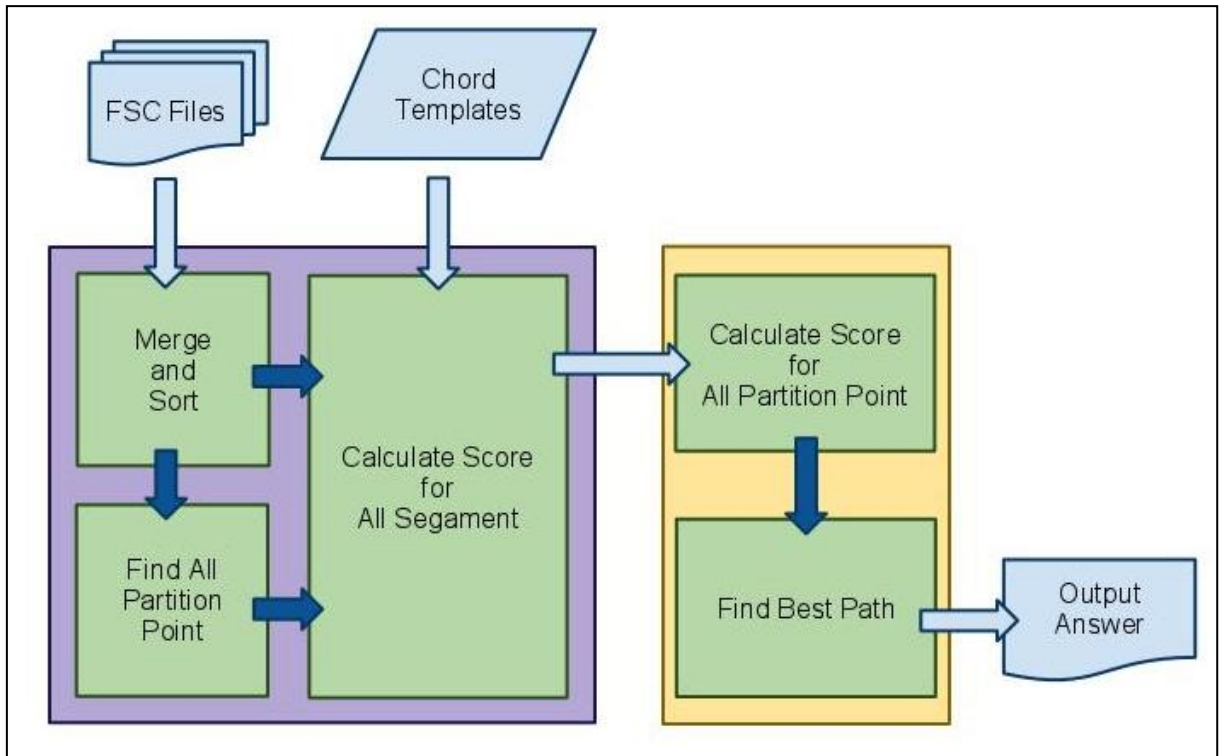 FSC Files
Chord
Templates
Merge
and
Sort
Calculate Score
for
All Segament
Find All
Partition
Point
Calculate Score
for
All Partition Point
Find Best Path
Output
Answer